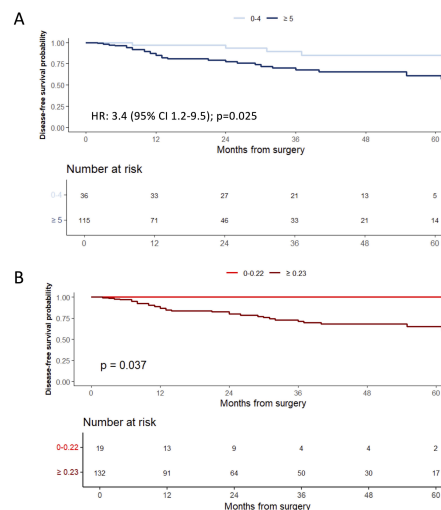 A
0-4 ≥ 5
1.00
0.75
0.50
0.25
0.00
Disease-free survival probability
HR: 3.4 (95% CI 1.2-9.5); p=0.025
0 12 24 36 48 60
Months from surgery
Number at risk
0-4 36 33 27 21 13 5
≥ 5 115 71 46 33 21 14
0 12 24 36 48 60
Months from surgery
B
0-0.22 ≥ 0.23
1.00
0.75
0.50
0.25
0.00
Disease-free survival probability
p = 0.037
0 12 24 36 48 60
Months from surgery
Number at risk
0-0.22 19 13 9 4 4 2
≥ 0.23 132 91 64 50 30 17
0 12 24 36 48 60
Months from surgery